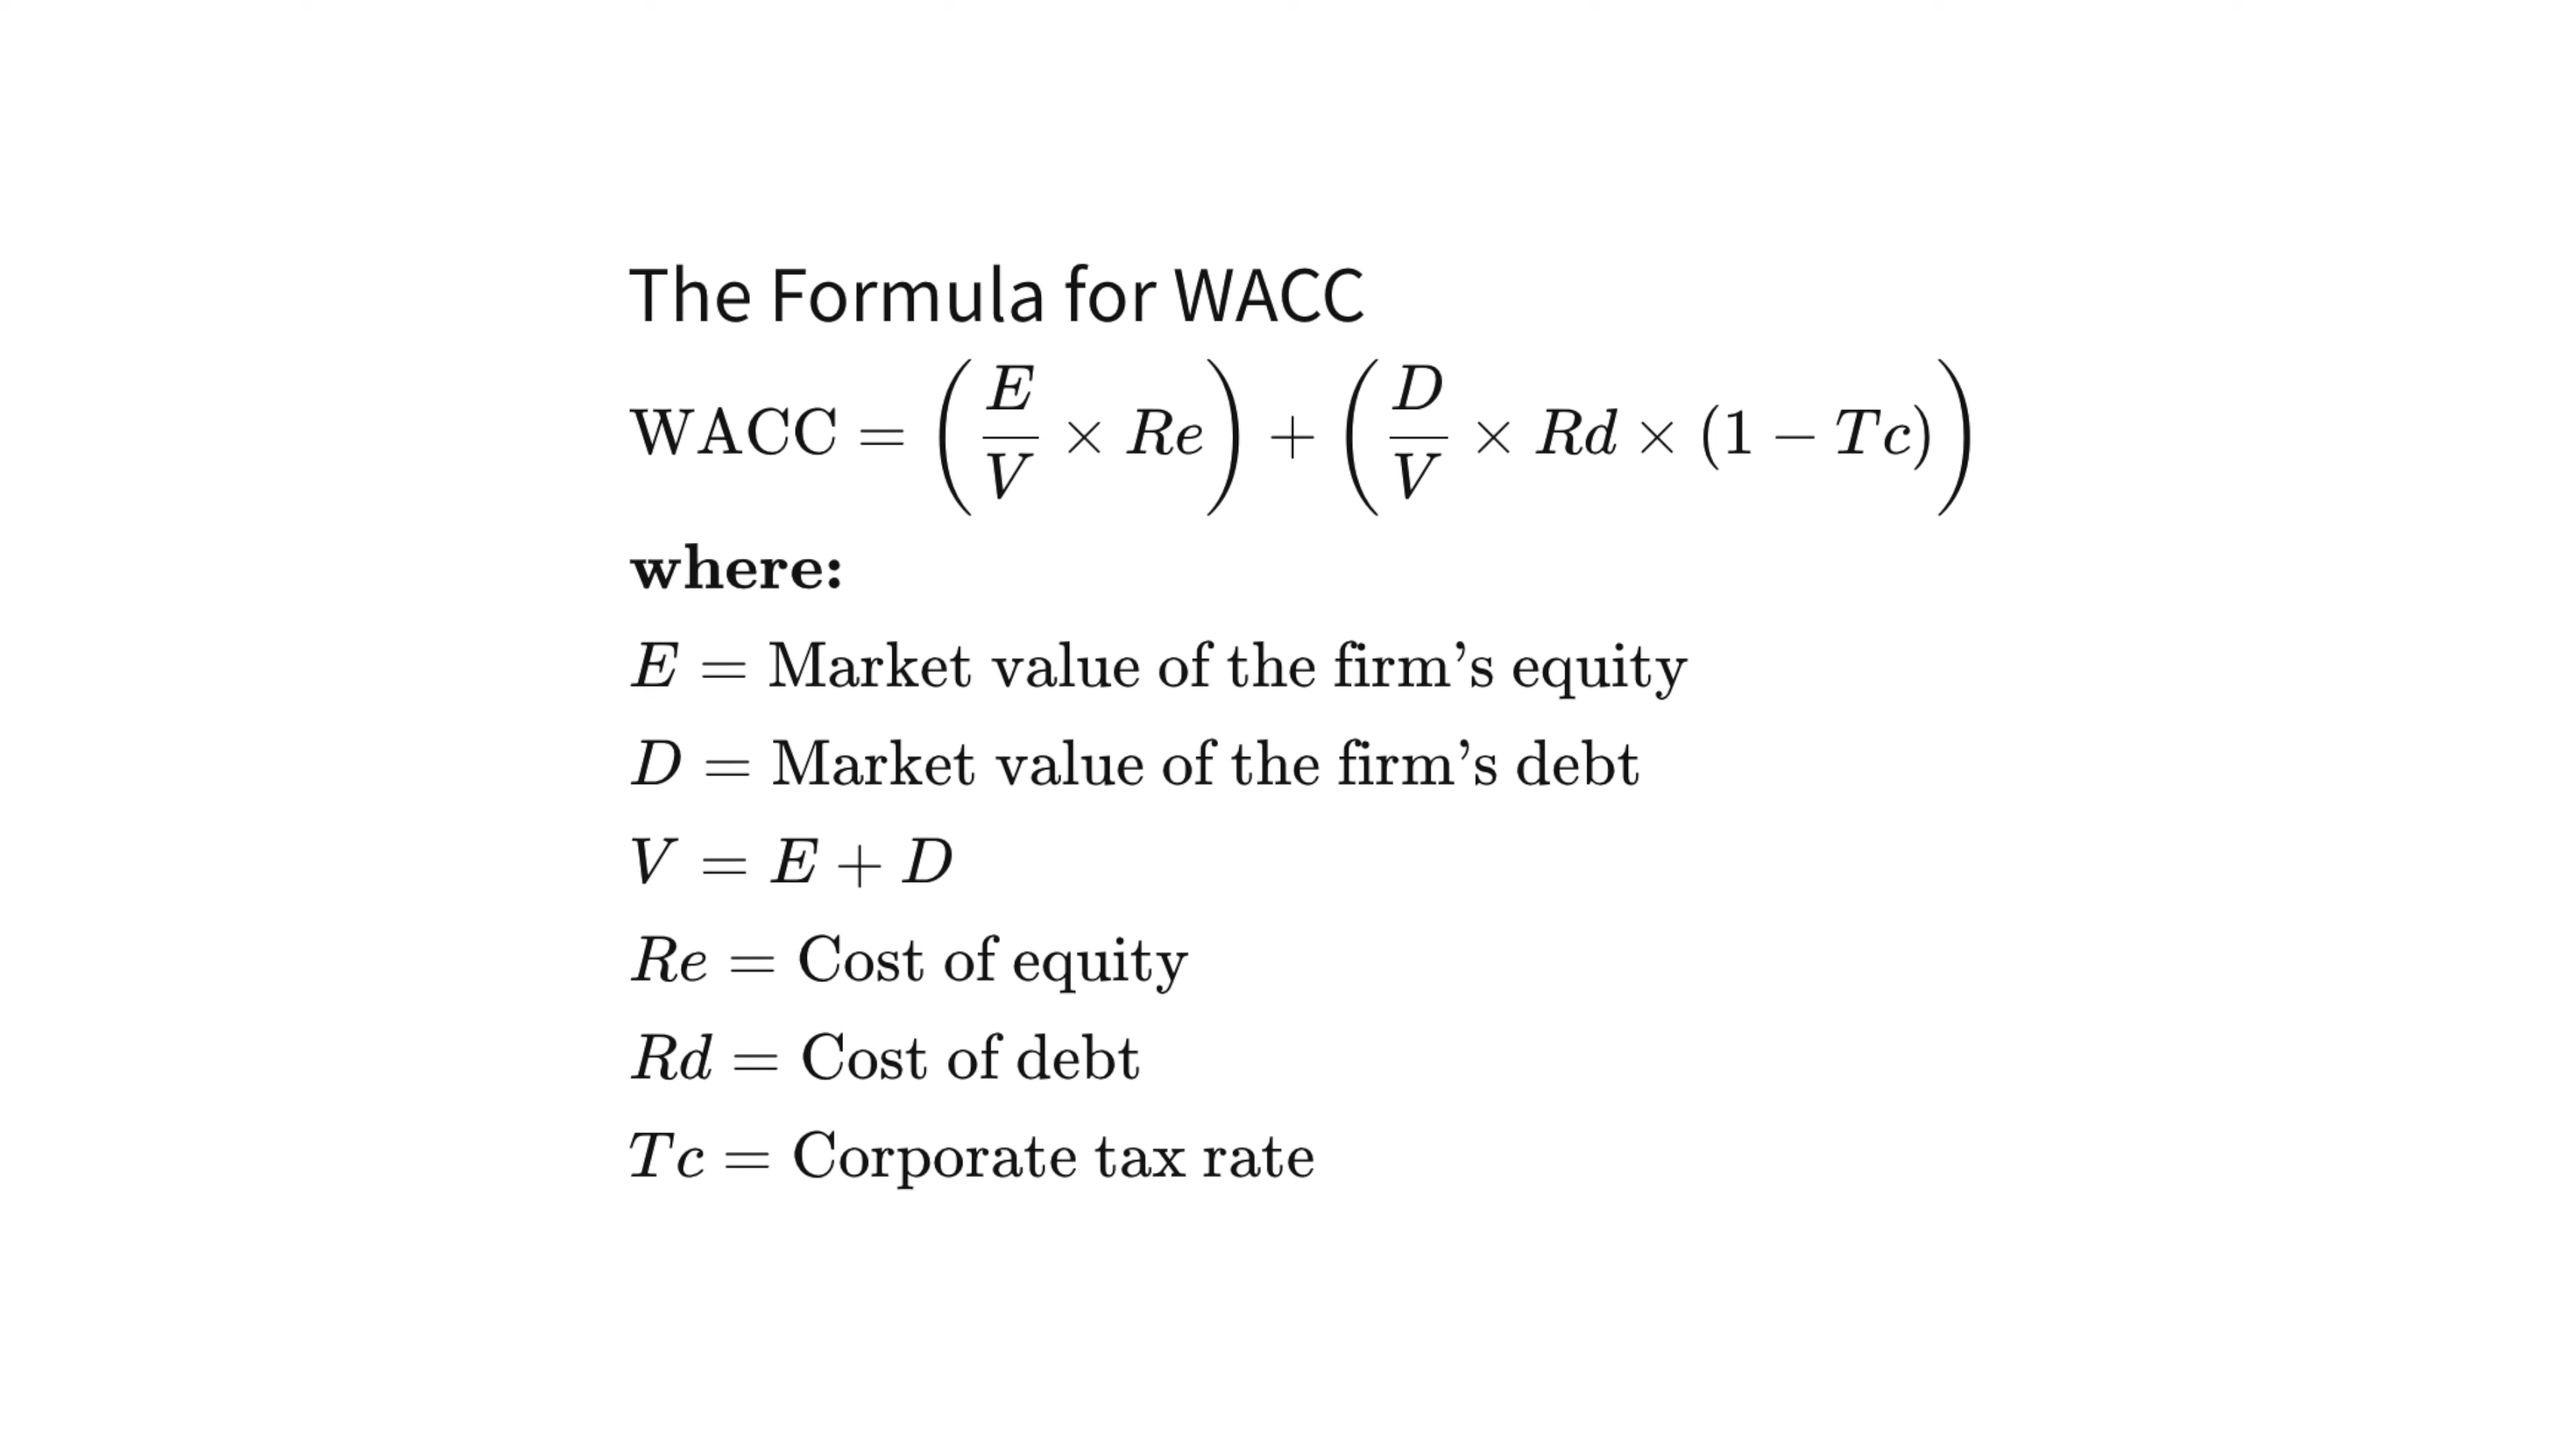 The Formula for WACC
WACC = (E/V × Re) + (D/V × Rd × (1 − Tc))
where:
E = Market value of the firm’s equity
D = Market value of the firm’s debt
V = E + D
Re = Cost of equity
Rd = Cost of debt
Tc = Corporate tax rate